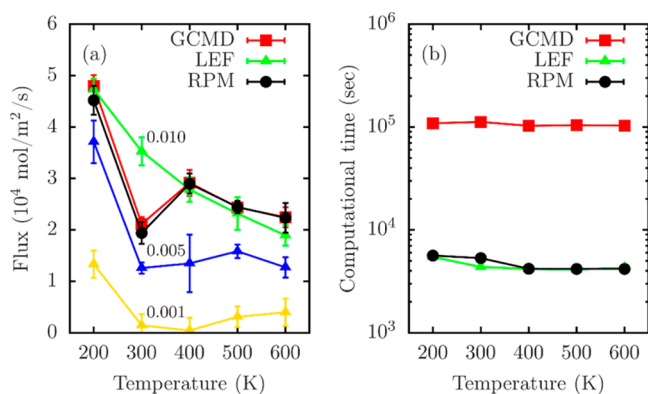 (a)
GCMD
LEF
RPM
0.010
0.005
0.001
6
5
4
3
2
1
0
Flux (10⁴ mol/m²/s)
200 300 400 500 600
Temperature (K)
(b)
GCMD
LEF
RPM
10⁶
10⁵
10⁴
10³
Computational time (sec)
200 300 400 500 600
Temperature (K)